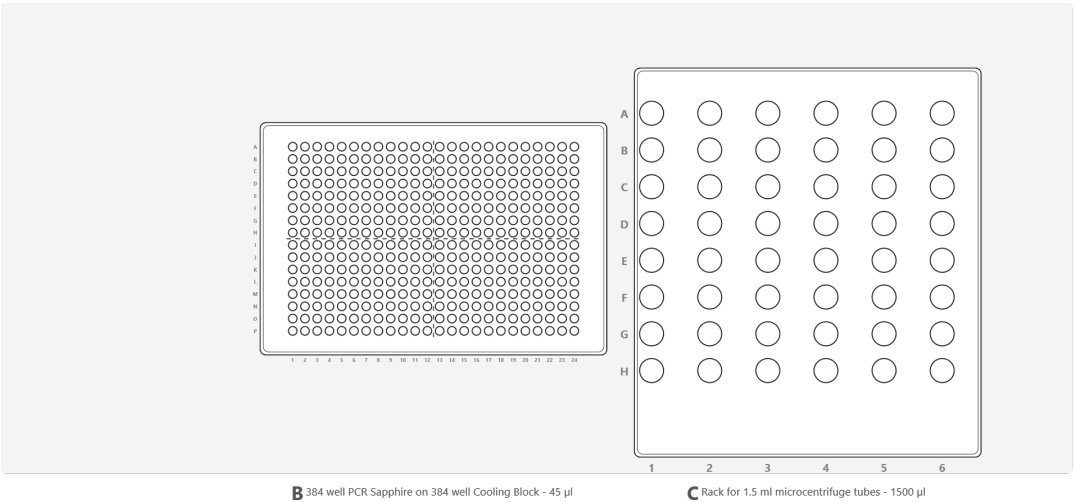 A
B
C
D
E
F
G
H
I
J
K
L
M
N
O
P
1 2 3 4 5 6 7 8 9 10 11 12 13 14 15 16 17 18 19 20 21 22 23 24
A
B
C
D
E
F
G
H
1 2 3 4 5 6
B 384 well PCR Sapphire on 384 well Cooling Block - 45 µl
C Rack for 1.5 ml microcentrifuge tubes - 1500 µl